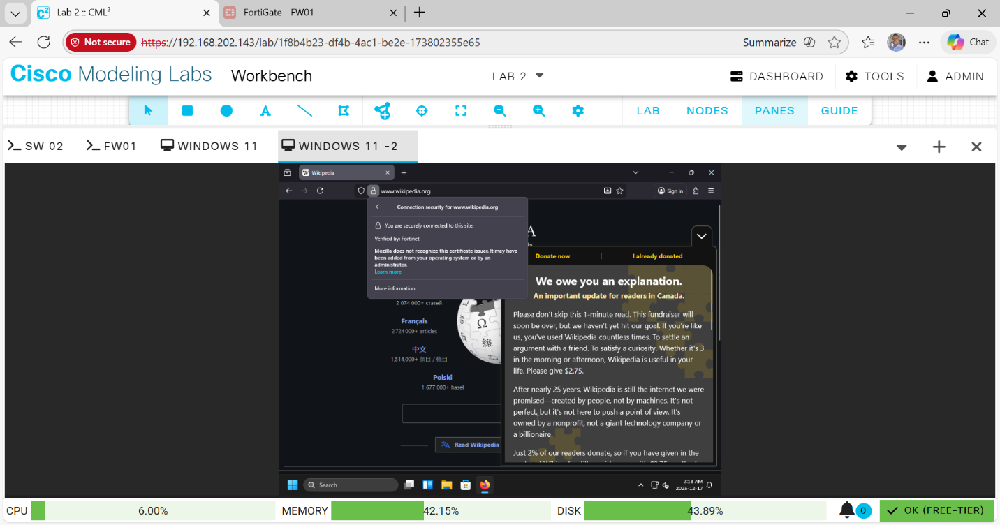 Lab 2 :: CML²
FortiGate - FW01
Not secure
https://192.168.202.143/lab/1f8b4b23-df4b-4ac1-be2e-173802355e65
Summarize
Chat
Cisco Modeling Labs
Workbench
LAB 2
DASHBOARD
TOOLS
ADMIN
A
LAB
NODES
PANES
GUIDE
SW 02
FW01
WINDOWS 11
WINDOWS 11 -2
Wikipedia
www.wikipedia.org
Sign in
Connection security for www.wikipedia.org
You are securely connected to this site.
Verified by: Fortinet
Mozilla does not recognize this certificate issuer. It may have
been added from your operating system or by an
administrator.
Learn more
More information
A
2 074 000+ статей
Français
2 724 000+ articles
中文
1,514,000+ 条目 / 條目
Polski
1 677 000+ haseł
Ω
維
Read Wikipedia
Donate now
I already donated
We owe you an explanation.
An important update for readers in Canada.
Please don't skip this 1-minute read. This fundraiser will
soon be over, but we haven't yet hit our goal. If you're like
us, you've used Wikipedia countless times. To settle an
argument with a friend. To satisfy a curiosity. Whether it's 3
in the morning or afternoon, Wikipedia is useful in your
life. Please give $2.75.
After nearly 25 years, Wikipedia is still the internet we were
promised—created by people, not by machines. It's not
perfect, but it's not here to push a point of view. It's
owned by a nonprofit, not a giant technology company or
a billionaire.
Just 2% of our readers donate, so if you have given in the
Search
2:18 AM
2025-12-17
CPU
6.00%
MEMORY
42.15%
DISK
43.89%
0
OK (FREE-TIER)